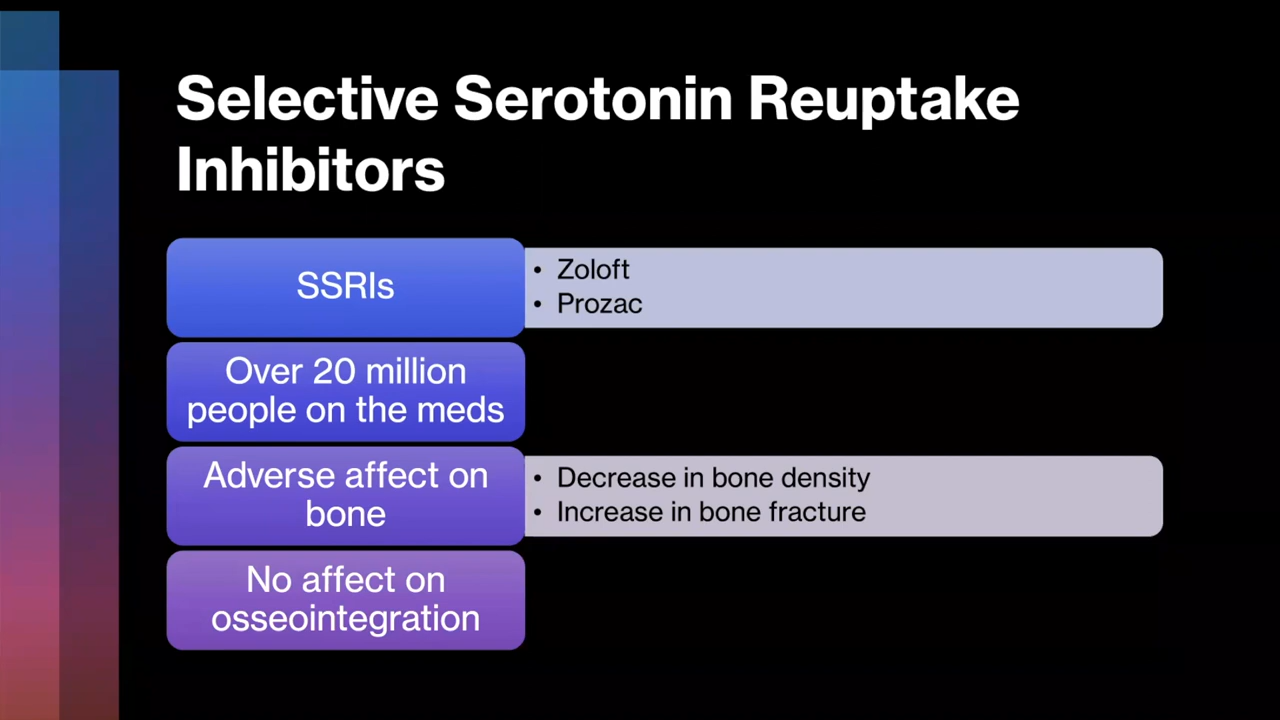 Selective Serotonin Reuptake
Inhibitors
SSRIs
• Zoloft
• Prozac
Over 20 million
people on the meds
Adverse affect on
bone
• Decrease in bone density
• Increase in bone fracture
No affect on
osseointegration